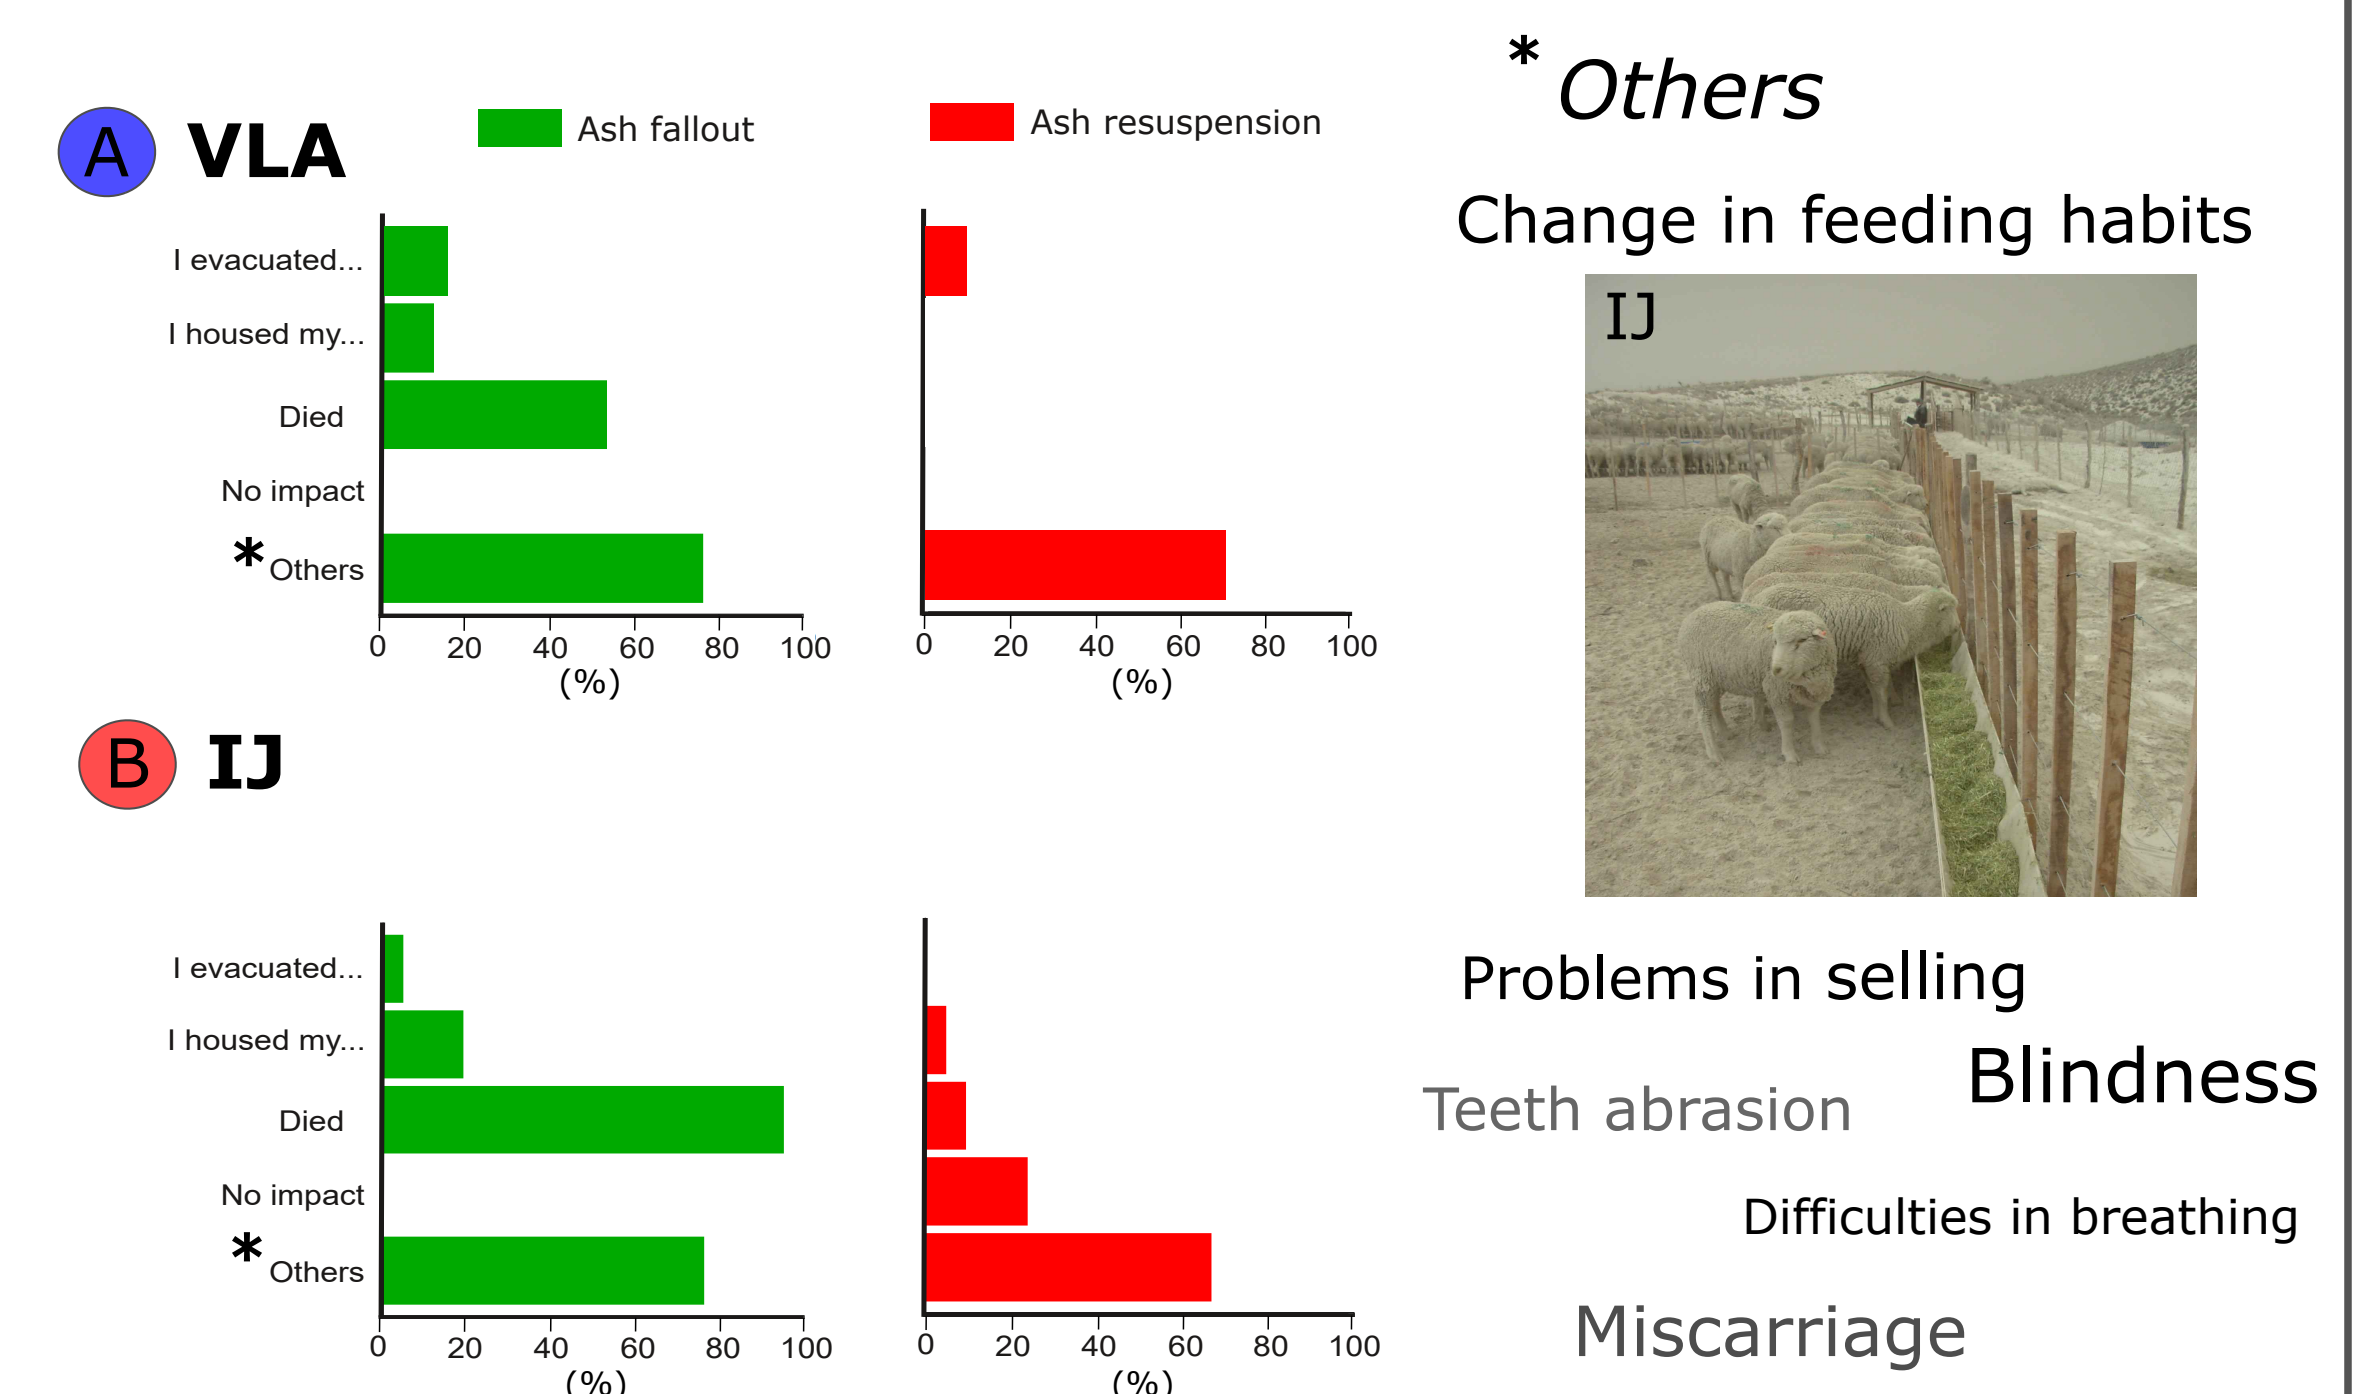 A VLA
Ash fallout
Ash resuspension
I evacuated...
I housed my...
Died
No impact
* Others
0 20 40 60 80 100
(%)
0 20 40 60 80 100
(%)
B IJ
I evacuated...
I housed my...
Died
No impact
* Others
0 20 40 60 80 100
(%)
0 20 40 60 80 100
(%)
* Others
Change in feeding habits
IJ
Problems in selling
Blindness
Teeth abrasion
Difficulties in breathing
Miscarriage